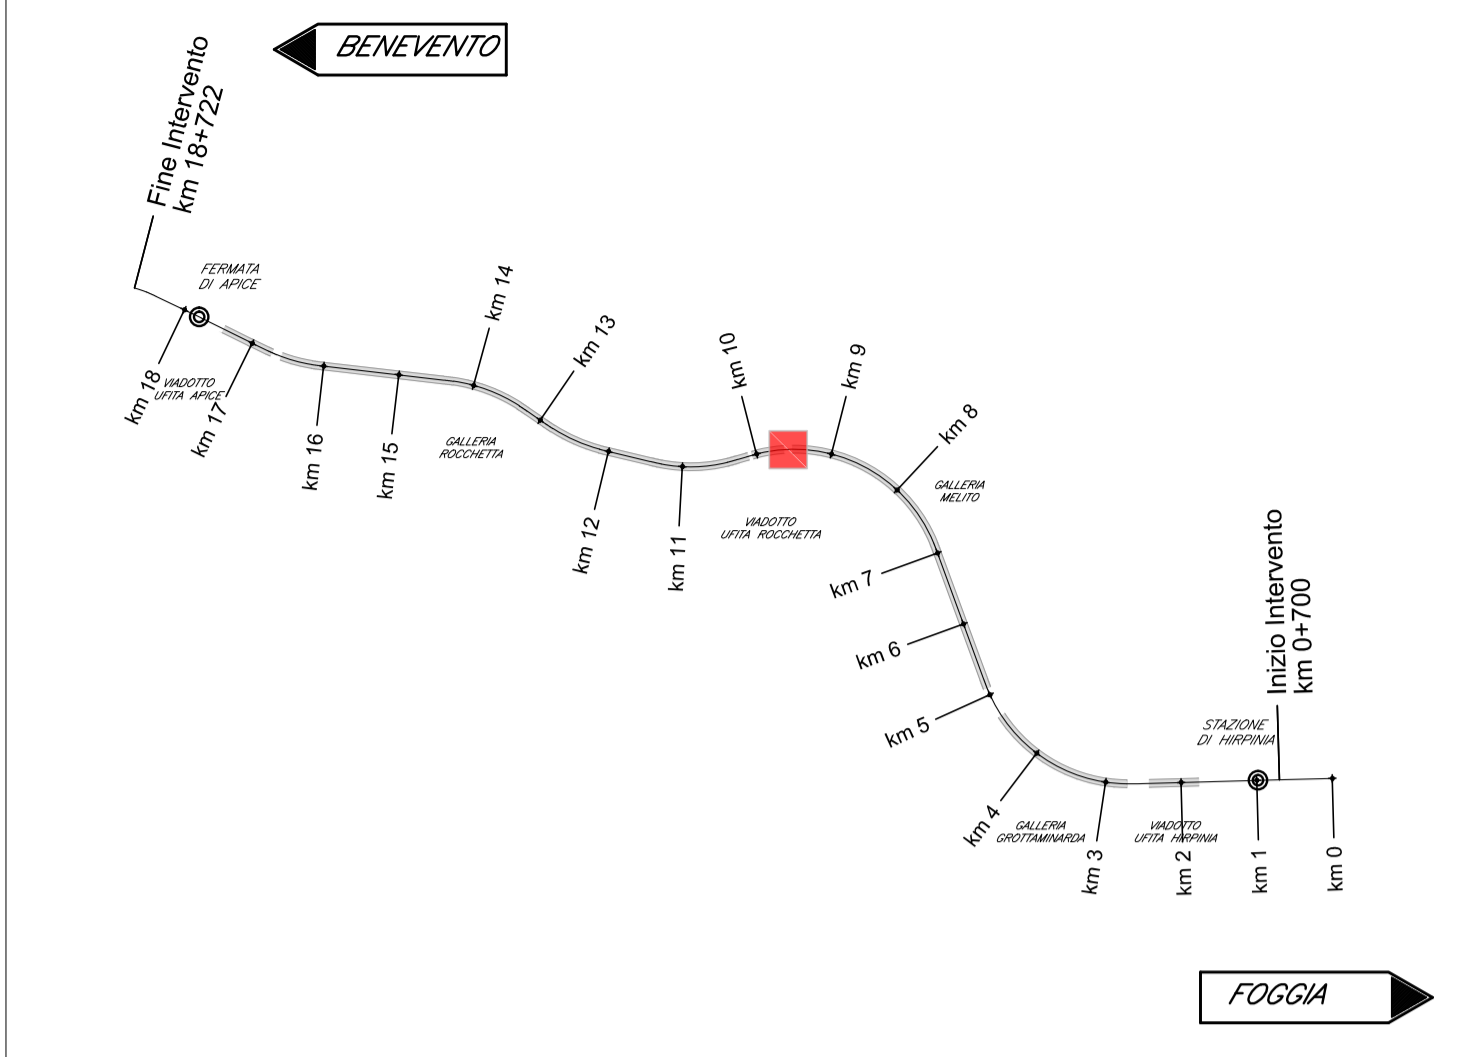 BENEVENTO
Fine Intervento
km 18+722
FERMATA
DI APICE
km 18
VIADOTTO
UFITA APICE
km 17
km 16
km 15
km 14
GALLERIA
ROCCHETTA
km 13
km 12
km 11
km 10
VIADOTTO
UFITA ROCCHETTA
km 9
km 8
GALLERIA
MELITO
km 7
km 6
km 5
km 4
GALLERIA
GROTTAMINARDA
km 3
VIADOTTO
UFITA HIRPINIA
km 2
STAZIONE
DI HIRPINIA
km 1
Inizio Intervento
km 0+700
km 0
FOGGIA